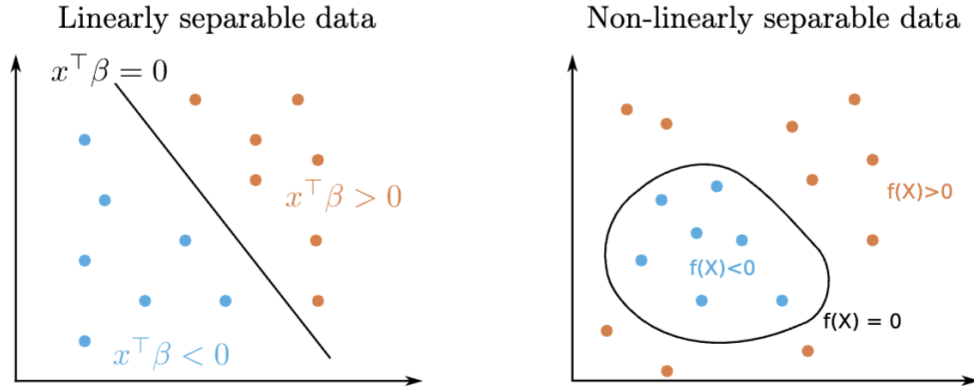 Linearly separable data
x⊤β = 0
x⊤β > 0
x⊤β < 0
Non-linearly separable data
f(X)>0
f(X)<0
f(X) = 0